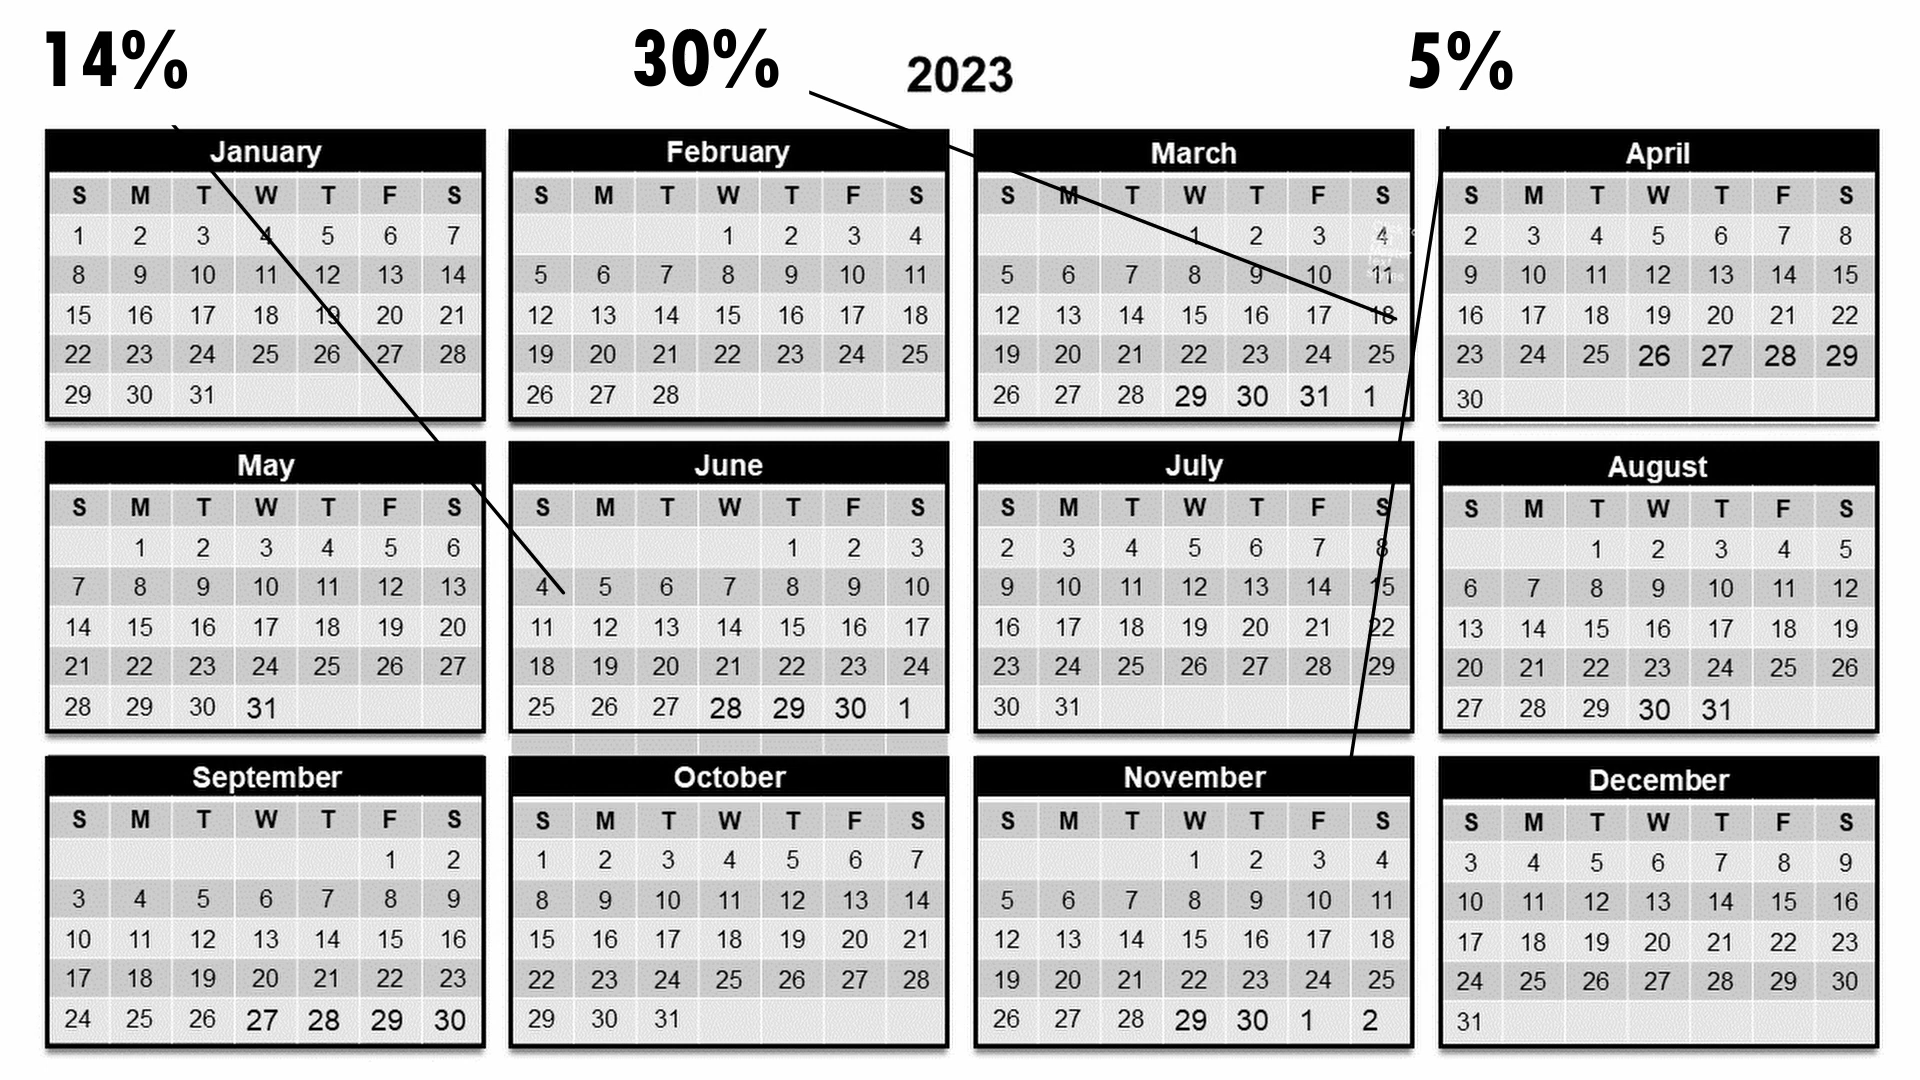 14% 30% 2023 5%
January February March April
S M T W T F S S M T W T F S S M T W T F S S M T W T F S
1 2 3 4 5 6 7 1 2 3 4 1 2 3 4 2 3 4 5 6 7 8
8 9 10 11 12 13 14 5 6 7 8 9 10 11 5 6 7 8 9 10 11 9 10 11 12 13 14 15
15 16 17 18 19 20 21 12 13 14 15 16 17 18 12 13 14 15 16 17 18 16 17 18 19 20 21 22
22 23 24 25 26 27 28 19 20 21 22 23 24 25 19 20 21 22 23 24 25 23 24 25 26 27 28 29
29 30 31 26 27 28 26 27 28 29 30 31 1 30
May June July August
S M T W T F S S M T W T F S S M T W T F S S M T W T F S
1 2 3 4 5 6 1 2 3 2 3 4 5 6 7 8 1 2 3 4 5
7 8 9 10 11 12 13 4 5 6 7 8 9 10 9 10 11 12 13 14 15 6 7 8 9 10 11 12
14 15 16 17 18 19 20 11 12 13 14 15 16 17 16 17 18 19 20 21 22 13 14 15 16 17 18 19
21 22 23 24 25 26 27 18 19 20 21 22 23 24 23 24 25 26 27 28 29 20 21 22 23 24 25 26
28 29 30 31 25 26 27 28 29 30 1 30 31 27 28 29 30 31
September October November December
S M T W T F S S M T W T F S S M T W T F S S M T W T F S
1 2 1 2 3 4 5 6 7 1 2 3 4 3 4 5 6 7 8 9
3 4 5 6 7 8 9 8 9 10 11 12 13 14 5 6 7 8 9 10 11 10 11 12 13 14 15 16
10 11 12 13 14 15 16 15 16 17 18 19 20 21 12 13 14 15 16 17 18 17 18 19 20 21 22 23
17 18 19 20 21 22 23 22 23 24 25 26 27 28 19 20 21 22 23 24 25 24 25 26 27 28 29 30
24 25 26 27 28 29 30 29 30 31 26 27 28 29 30 1 2 31